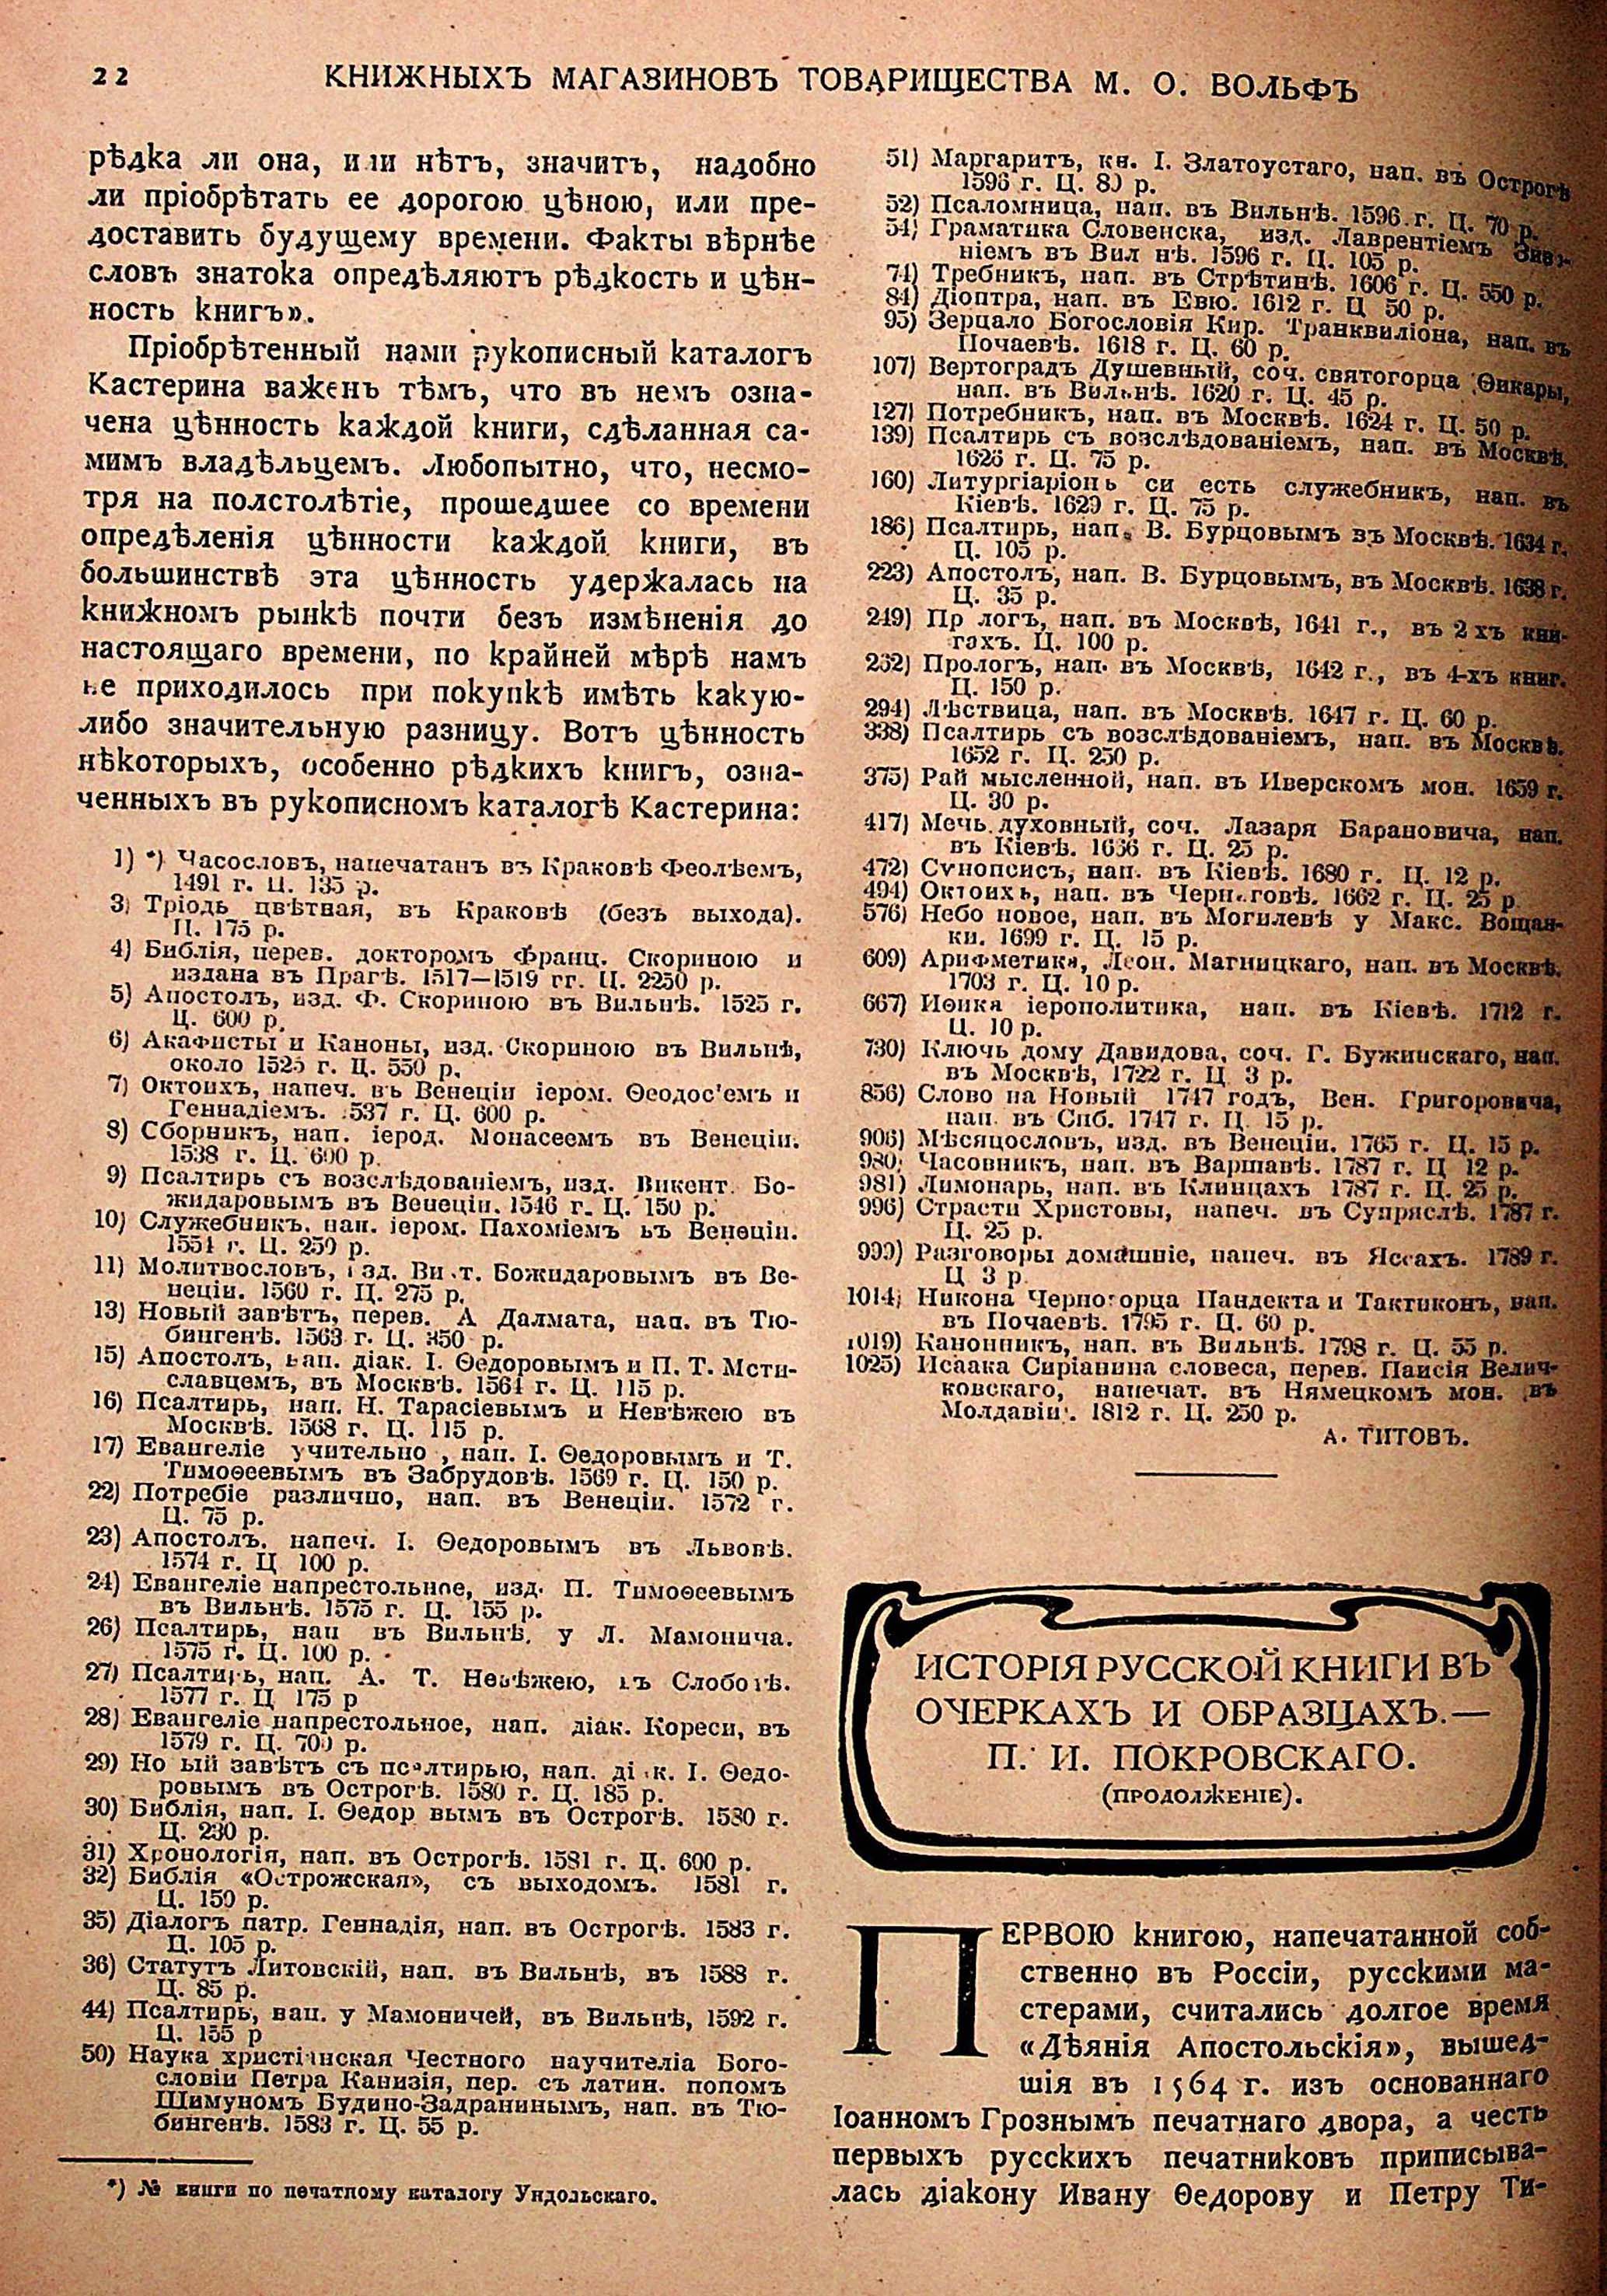 22
КНИЖНЫХЪ МАГАЗИНОВЪ ТОВАРИЩЕСТВА М. О. ВОЛЬФЪ
рѣдка ли она, или нѣтъ, значитъ, надобно
ли пріобрѣтать ее дорогою цѣною, или пре-
доставить будущему времени. Факты вѣрнѣе
словъ знатока опредѣляютъ рѣдкость и цѣн-
ность книгъ».
Пріобрѣтенный нами рукописный каталогъ
Кастерина важенъ тѣмъ, что въ немъ озна-
чена цѣнность каждой книги, сдѣланная са-
мимъ владѣльцемъ. Любопытно, что, несмо-
тря на полстолѣтіе, прошедшее со времени
опредѣленія цѣнности каждой книги, въ
большинствѣ эта цѣнность удержалась на
книжномъ рынкѣ почти безъ измѣненія до
настоящаго времени, по крайней мѣрѣ намъ
не приходилось при покупкѣ имѣть какую-
либо значительную разницу. Вотъ цѣнность
нѣкоторыхъ, особенно рѣдкихъ книгъ, озна-
ченныхъ въ рукописномъ каталогѣ Кастерина:
1) *) Часословъ, напечатанъ въ Краковѣ Феолѣемъ,
1491 г. Ц. 135 р.
3) Тріодь цвѣтная, въ Краковѣ (безъ выхода).
Ц. 175 р.
4) Библія, перев. докторомъ Франц. Скориною и
издана въ Прагѣ. 1517—1519 гг. Ц. 2250 р.
5) Апостолъ, изд. Ф. Скориною въ Вильнѣ. 1525 г.
Ц. 600 р.
6) Акафисты и Каноны, изд. Скориною въ Вильнѣ,
около 1525 г. Ц. 550 р.
7) Октоихъ, напеч. въ Венеціи іером. Ѳеодос'емъ и
Геннадіемъ. 537 г. Ц. 600 р.
8) Сборникъ, нап. іерод. Монасеемъ въ Венеціи.
1538 г. Ц. 600 р.
9) Псалтирь съ возслѣдованіемъ, изд. Викент. Бо-
жидаровымъ въ Венеціи. 1546 г. Ц. 150 р.
10) Служебникъ, нап. іером. Пахоміемъ въ Венеціи.
1554 г. Ц. 250 р.
11) Молитвословъ, изд. Ви т. Божидаровымъ въ Ве-
неціи. 1560 г. Ц. 275 р.
13) Новый завѣтъ, перев. А Далмата, нап. въ Тю-
бингенѣ. 1563 г. Ц. 350 р.
15) Апостолъ, нап. діак. І. Ѳедоровымъ и П. Т. Мсти-
славцемъ, въ Москвѣ. 1564 г. Ц. 115 р.
16) Псалтирь, нап. Н. Тарасіевымъ и Невѣжею въ
Москвѣ. 1568 г. Ц. 115 р.
17) Евангеліе учительно , нап. І. Ѳедоровымъ и Т.
Тимоѳеевымъ въ Забрудовѣ. 1569 г. Ц. 150 р.
22) Потребіе различно, нап. въ Венеціи. 1572 г.
Ц. 75 р.
23) Апостолъ, напеч. І. Ѳедоровымъ въ Львовѣ.
1574 г. Ц 100 р.
24) Евангеліе напрестольное, изд. П. Тимоѳеевымъ
въ Вильнѣ. 1575 г. Ц. 155 р.
26) Псалтирь, нап въ Вильнѣ, у Л. Мамонича.
1575 г. Ц. 100 р.
27) Псалтирь, нап. А. Т. Невѣжею, въ Слободѣ.
1577 г. Ц 175 р
28) Евангеліе напрестольное, нап. діак. Кореси, въ
1579 г. Ц. 700 р.
29) Но ый завѣтъ съ псалтирью, нап. діак. І. Ѳедо-
ровымъ въ Острогѣ. 1580 г. Ц. 185 р.
30) Библія, нап. І. Ѳедор вымъ въ Острогѣ. 1580 г.
Ц. 230 р.
31) Хронологія, нап. въ Острогѣ. 1581 г. Ц. 600 р.
32) Библія «Острожская», съ выходомъ. 1581 г.
Ц. 150 р.
35) Діалогъ патр. Геннадія, нап. въ Острогѣ. 1583 г.
Ц. 105 р.
36) Статутъ Литовскій, нап. въ Вильнѣ, въ 1588 г.
Ц. 85 р.
44) Псалтирь, нап. у Мамоничей, въ Вильнѣ, 1592 г.
Ц. 155 р
50) Наука христіанская Честного научителіа Бого-
словіи Петра Канизія, пер. съ латин. попомъ
Шимуномъ Будино-Задранинымъ, нап. въ Тю-
бингенѣ. 1583 г. Ц. 55 р.
*) № книги по печатному каталогу Ундольскаго.
51) Маргаритъ, кн. І. Златоустаго, нап. въ Острогѣ
1596 г. Ц. 80 р.
52) Псаломница, нап. въ Вильнѣ. 1596 г. Ц. 70 р.
54) Граматика Словенска, изд. Лаврентіемъ
ніемъ въ Вил нѣ. 1596 г. Ц. 105 р.
74) Требникъ, нап. въ Стрѣтинѣ. 1606 г. Ц. 550 р.
84) Діоптра, нап. въ Евю. 1612 г. Ц 50 р.
95) Зерцало Богословія Кир. Транквиліона, нап. въ
Почаевѣ. 1618 г. Ц. 60 р.
107) Вертоградъ Душевный, соч. святогорца Ѳикары,
нап. въ Вильнѣ. 1620 г. Ц. 45 р.
127) Потребникъ, нап. въ Москвѣ. 1624 г. Ц. 50 р.
139) Псалтирь съ возслѣдованіемъ, нап. въ Москвѣ.
1626 г. Ц. 75 р.
160) Литургіаріонъ си есть служебникъ, нап. въ
Кіевѣ. 1629 г. Ц. 75 р.
186) Псалтирь, нап. В. Бурцовымъ въ Москвѣ. 1634 г.
Ц. 105 р.
223) Апостолъ, нап. В. Бурцовымъ, въ Москвѣ. 1638 г.
Ц. 35 р.
249) Пр логъ, нап. въ Москвѣ, 1641 г., въ 2 хъ кни-
гахъ. Ц. 100 р.
252) Прологъ, нап. въ Москвѣ, 1642 г., въ 4-хъ книг.
Ц. 150 р.
294) Лѣствица, нап. въ Москвѣ. 1647 г. Ц. 60 р.
338) Псалтирь съ возслѣдованіемъ, нап. въ Москвѣ.
1652 г. Ц. 250 р.
375) Рай мысленной, нап. въ Иверскомъ мон. 1659 г.
Ц. 30 р.
417) Мечь духовный, соч. Лазаря Барановича, нап.
въ Кіевѣ. 1666 г. Ц. 25 р.
472) Сѵнопсисъ, нап. въ Кіевѣ. 1680 г. Ц. 12 р.
494) Октоихъ, нап. въ Черниговѣ. 1662 г. Ц. 25 р
576) Небо новое, нап. въ Могилевѣ у Макс. Вощан-
ки. 1699 г. Ц. 15 р.
609) Арифметика, Леон. Магницкаго, нап. въ Москвѣ.
1703 г. Ц. 10 р.
667) Иѳика іерополитика, нап. въ Кіевѣ. 1712 г.
Ц. 10 р.
730) Ключь дому Давидова, соч. Г. Бужинскаго, нап.
въ Москвѣ, 1722 г. Ц 3 р.
856) Слово на Новый 1747 годъ, Вен. Григоровича,
нап. въ Спб. 1747 г. Ц. 15 р.
906) Мѣсяцословъ, изд. въ Венеціи. 1765 г. Ц. 15 р.
980) Часовникъ, нап. въ Варшавѣ. 1787 г. Ц 12 р.
981) Лимонарь, нап. въ Клинцахъ 1787 г. Ц. 25 р.
996) Страсти Христовы, напеч. въ Супряслѣ. 1787 г.
Ц. 25 р.
999) Разговоры домашніе, напеч. въ Яссахъ. 1789 г.
Ц 3 р.
1014) Никона Черногорца Пандекта и Тактиконъ, нап.
въ Почаевѣ. 1795 г. Ц. 60 р.
1019) Канонникъ, нап. въ Вильнѣ. 1798 г. Ц. 55 р.
1025) Исаака Сиріанина словеса, перев. Паисія Велич-
ковскаго, напечат. въ Нямецкомъ мон. въ
Молдавіи. 1812 г. Ц. 250 р.
А. ТИТОВЪ.
ИСТОРІЯ РУССКОЙ КНИГИ ВЪ
ОЧЕРКАХЪ И ОБРАЗЦАХЪ.—
П. И. ПОКРОВСКАГО.
(ПРОДОЛЖЕНІЕ).
ПЕРВОЮ книгою, напечатанной соб-
ственно въ Россіи, русскими ма-
стерами, считались долгое время
«Дѣянія Апостольскія», вышед-
шія въ 1564 г. изъ основаннаго
Іоанномъ Грознымъ печатнаго двора, а честь
первыхъ русскихъ печатниковъ приписыва-
лась діакону Ивану Ѳедорову и Петру Ти-